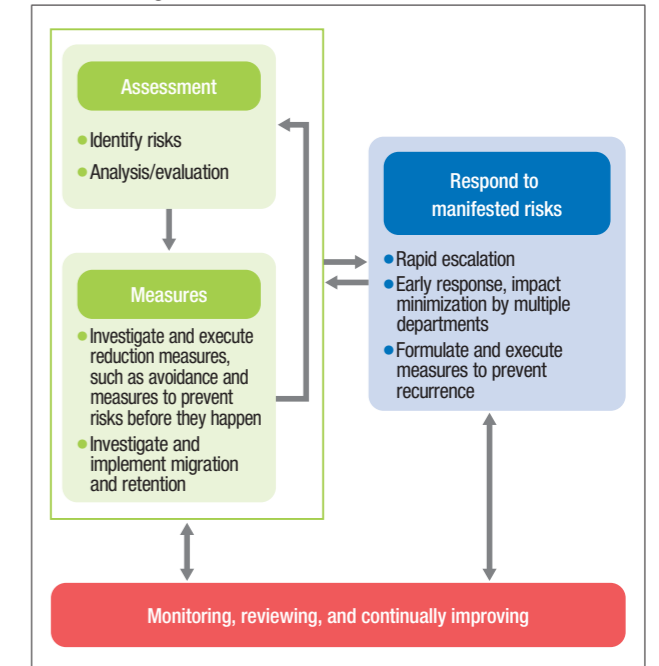 Assessment
● Identify risks
● Analysis/evaluation
Measures
● Investigate and execute
reduction measures,
such as avoidance and
measures to prevent
risks before they happen
● Investigate and
implement migration
and retention
Respond to
manifested risks
● Rapid escalation
● Early response, impact
minimization by multiple
departments
● Formulate and execute
measures to prevent
recurrence
Monitoring, reviewing, and continually improving